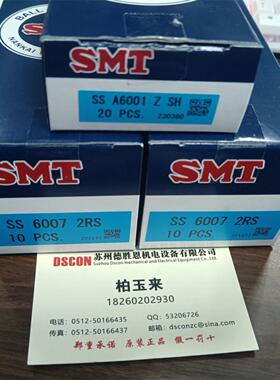 BALL
NANKAI
SMT
SS A6001 Z SH
20 PCS.
230380
SMT
SS 6007 2RS
10 PCS.
SMT
SS 6007 2RS
10 PCS.
DSCON 苏州德胜恩机电设备有限公司
Suzhou Dscon mechanical and electrical Equipment Co., Ltd
柏玉来
18260202930
电话:0512-50166435
传真:0512-50166437
QQ:53206726
邮箱:dsconzc@sina.com
郑重承诺:原装正品 假一罚十